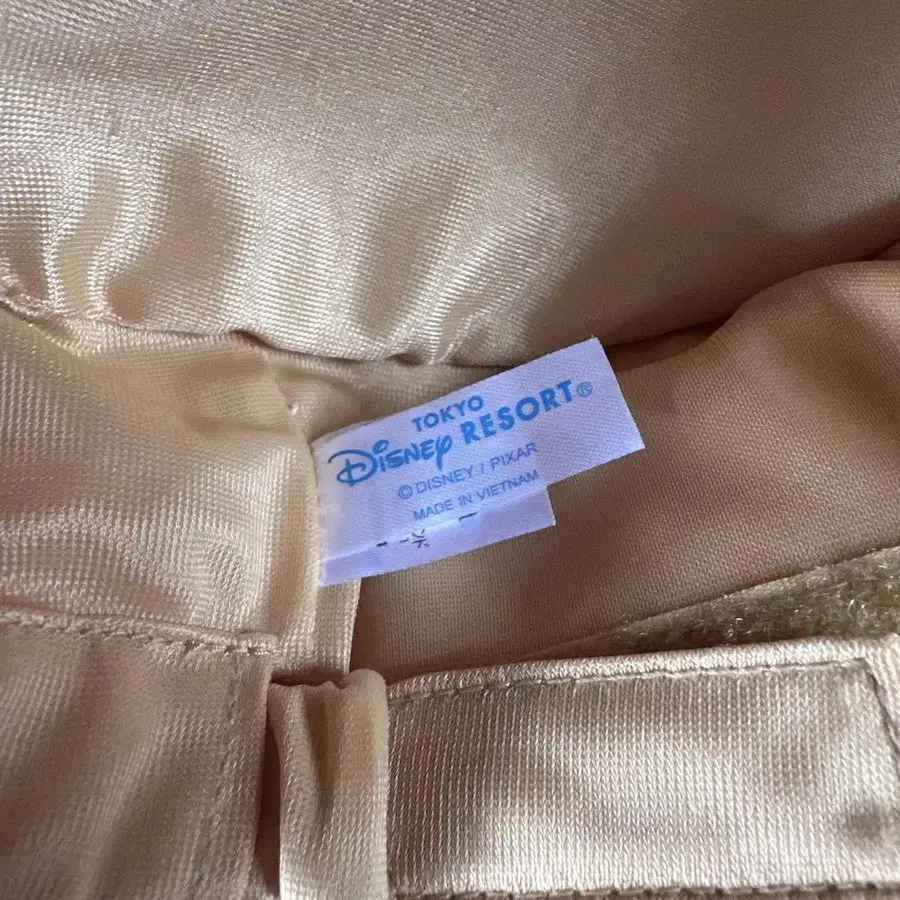 TOKYO
Disney RESORT®
© DISNEY / PIXAR
MADE IN VIETNAM